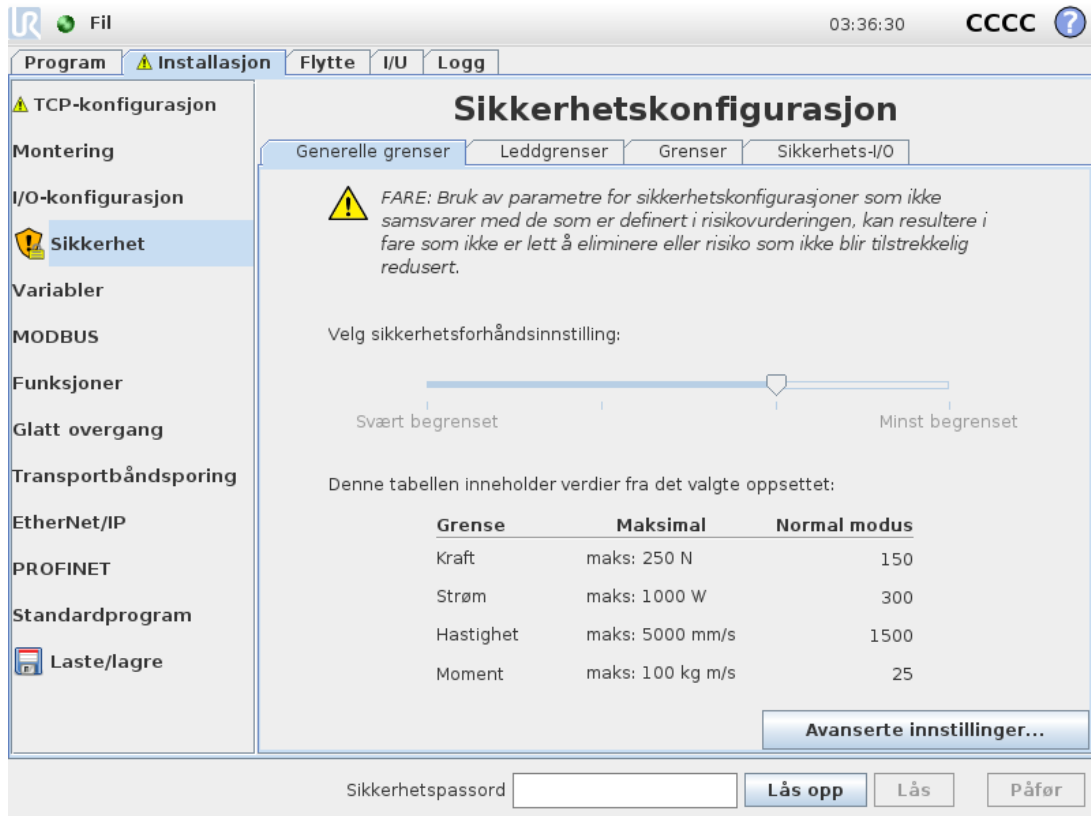 UR Fil 03:36:30 CCCC ?
Program Installasjon Flytte I/U Logg
TCP-konfigurasjon
Montering
I/O-konfigurasjon
Sikkerhet
Variabler
MODBUS
Funksjoner
Glatt overgang
Transportbåndsporing
EtherNet/IP
PROFINET
Standardprogram
Laste/lagre
Sikkerhetskonfigurasjon
Generelle grenser Leddgrenser Grenser Sikkerhets-I/O
FARE: Bruk av parametre for sikkerhetskonfigurasjoner som ikke
samsvarer med de som er definert i risikovurderingen, kan resultere i
fare som ikke er lett å eliminere eller risiko som ikke blir tilstrekkelig
redusert.
Velg sikkerhetsforhåndsinnstilling:
Svært begrenset Minst begrenset
Denne tabellen inneholder verdier fra det valgte oppsettet:
Grense Maksimal Normal modus
Kraft maks: 250 N 150
Strøm maks: 1000 W 300
Hastighet maks: 5000 mm/s 1500
Moment maks: 100 kg m/s 25
Avanserte innstillinger...
Sikkerhetspassord Lås opp Lås Påfør